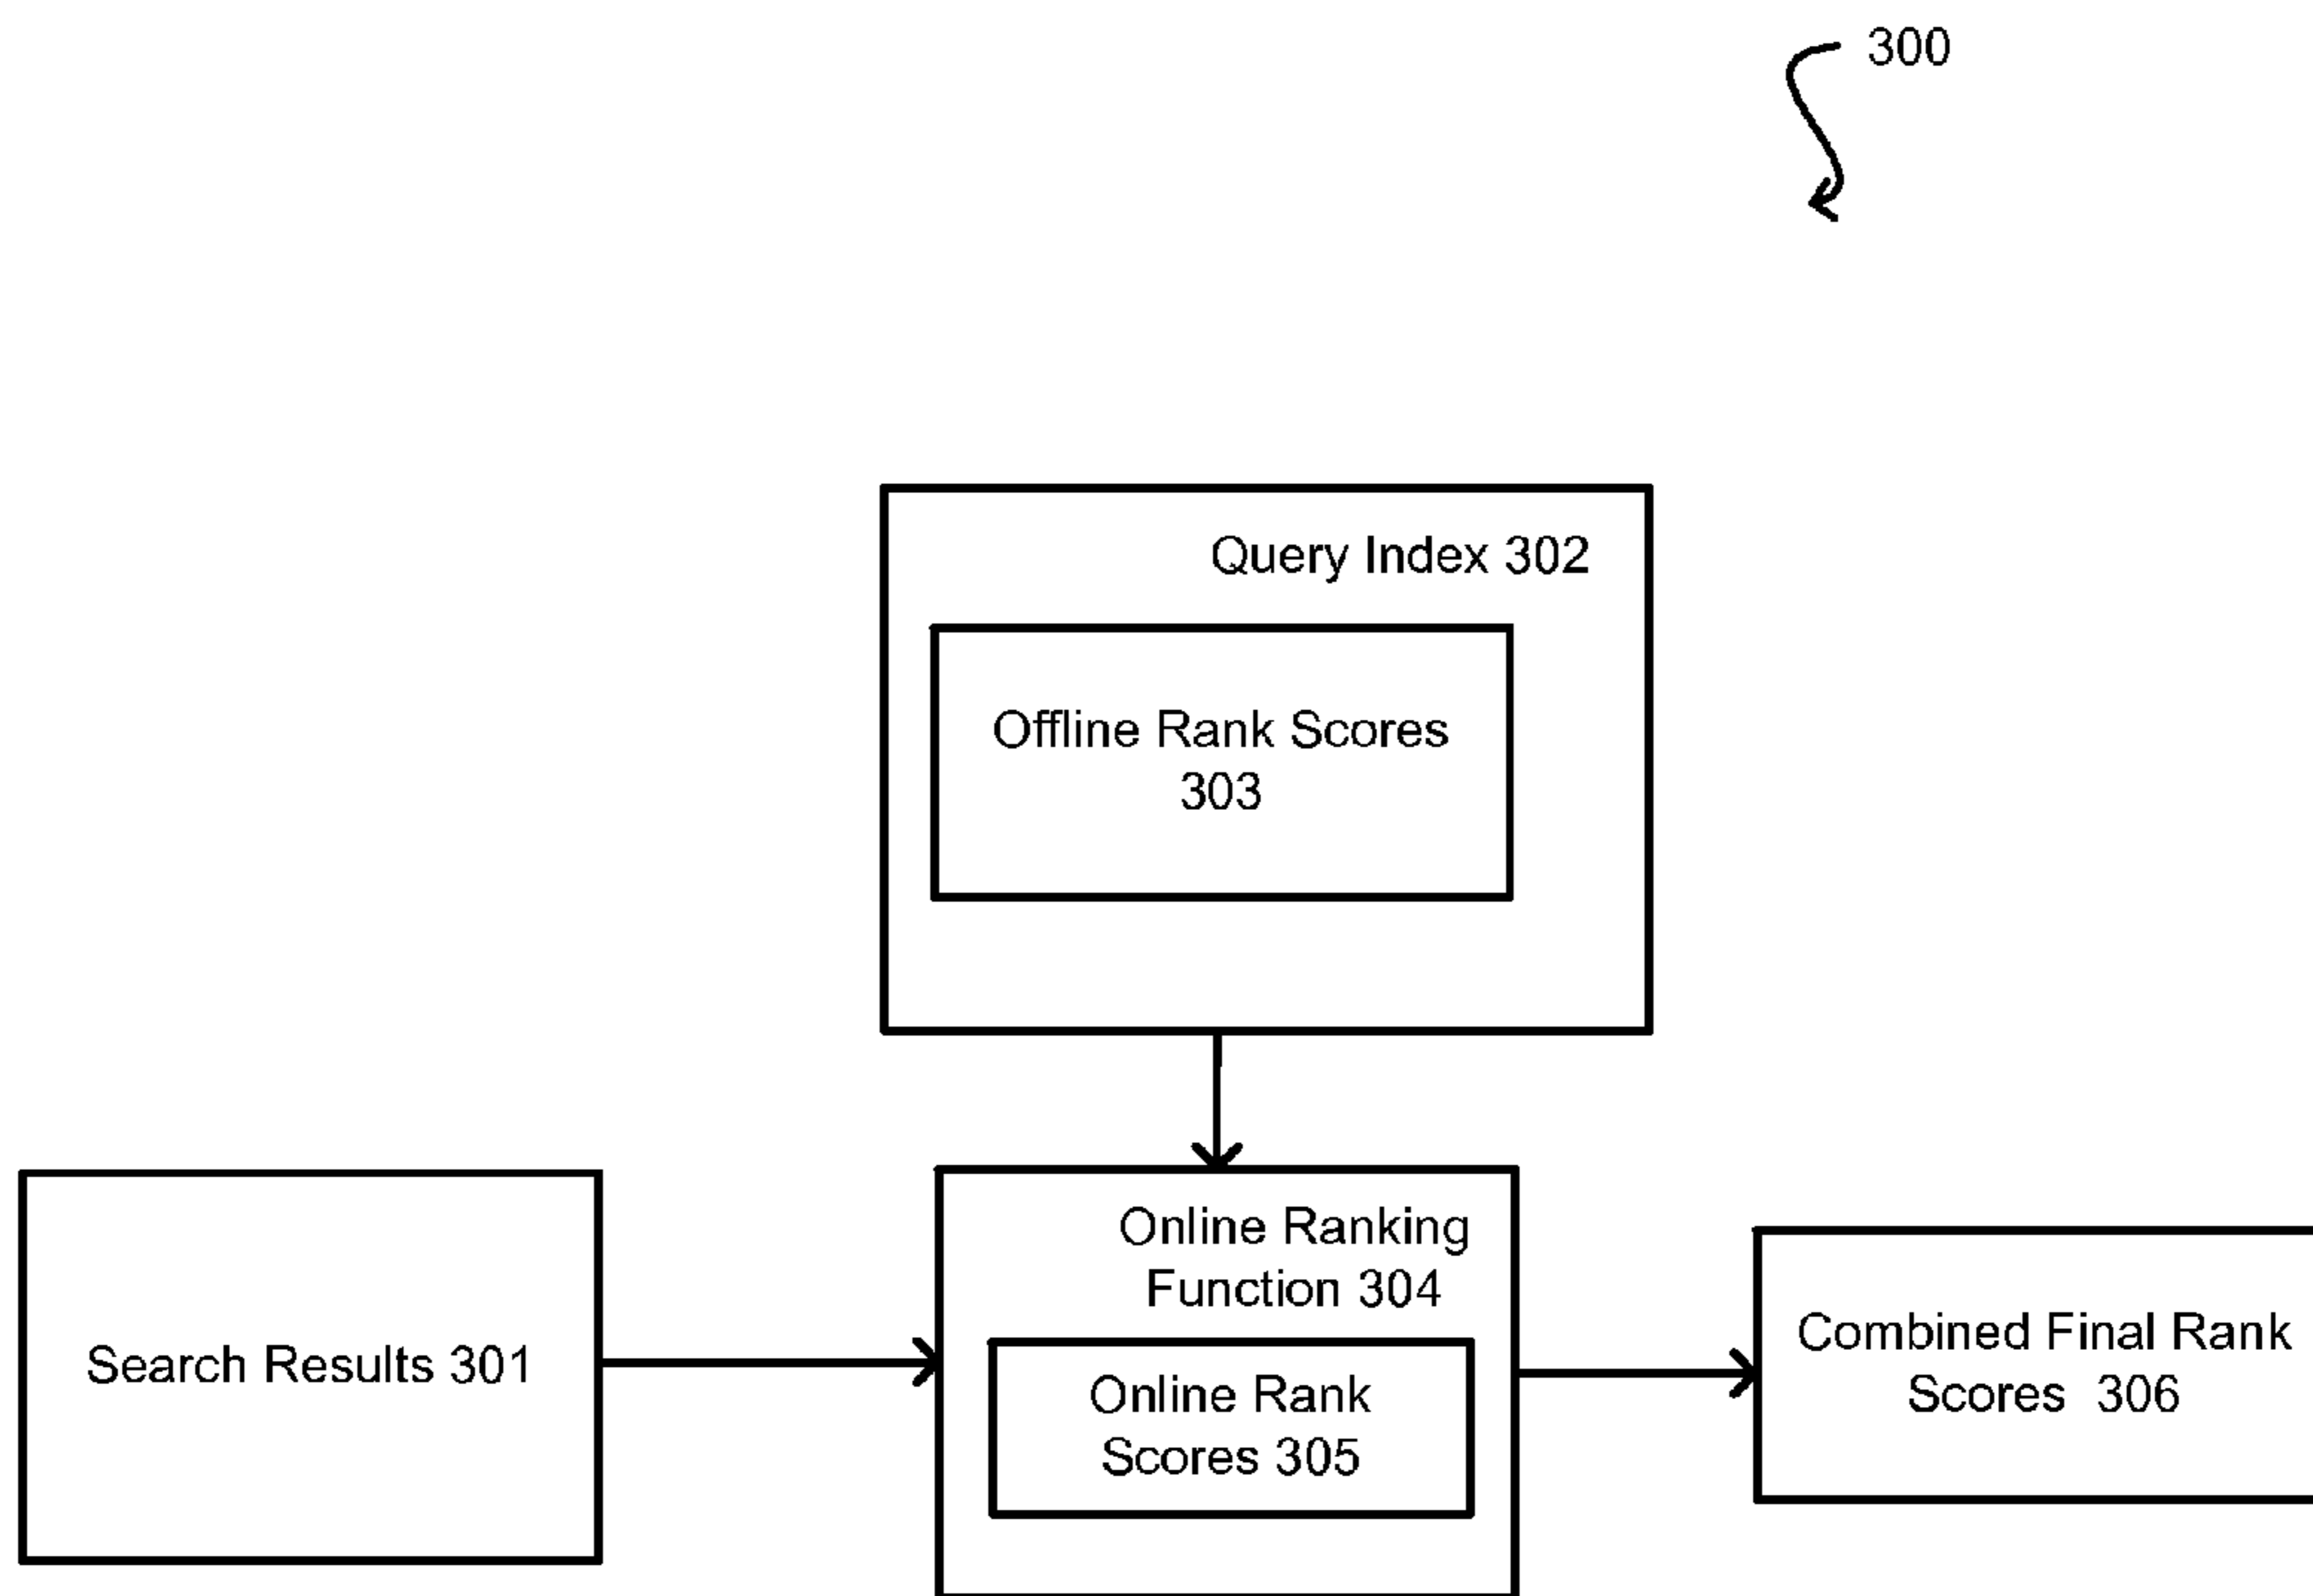 300
Query Index 302
Offline Rank Scores
303
Search Results 301
Online Ranking
Function 304
Online Rank
Scores 305
Combined Final Rank
Scores 306